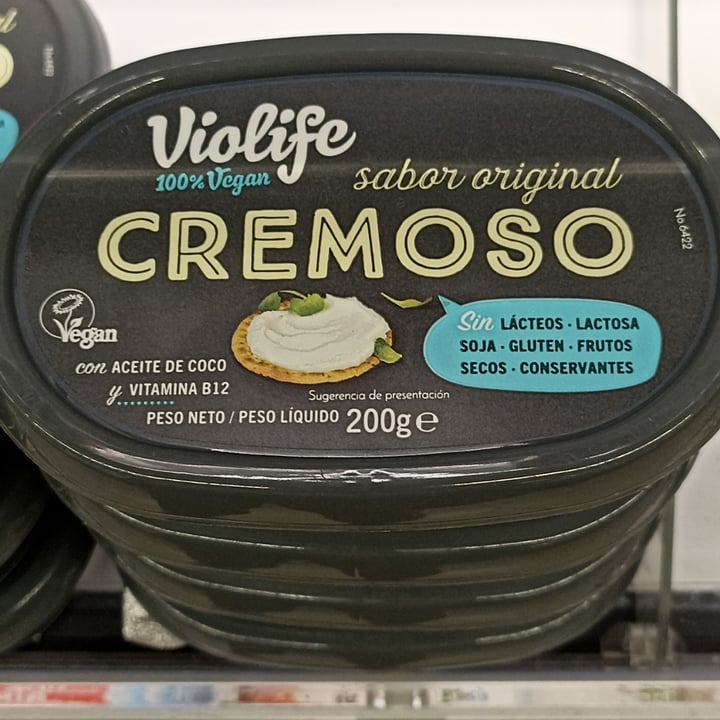 Violife
100% Vegan
sabor original
CREMOSO
No 6422
Vegan
con ACEITE DE COCO
y VITAMINA B12
Sin LÁCTEOS · LACTOSA
SOJA · GLUTEN · FRUTOS
SECOS · CONSERVANTES
Sugerencia de presentación
PESO NETO / PESO LÍQUIDO 200g e